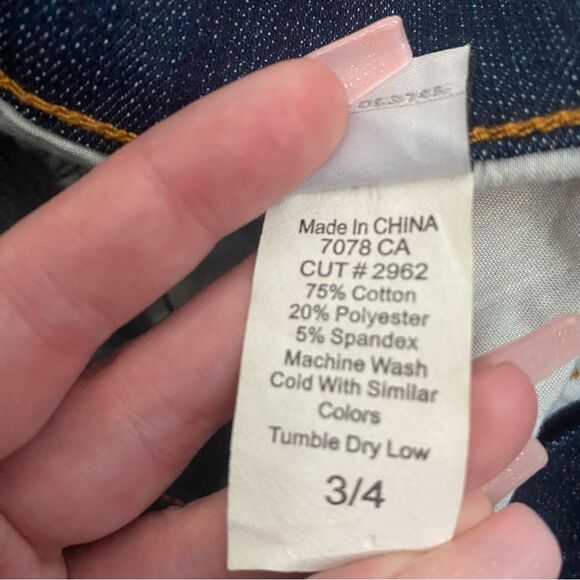 Made In CHINA
7078 CA
CUT # 2962
75% Cotton
20% Polyester
5% Spandex
Machine Wash
Cold With Similar
Colors
Tumble Dry Low
3/4